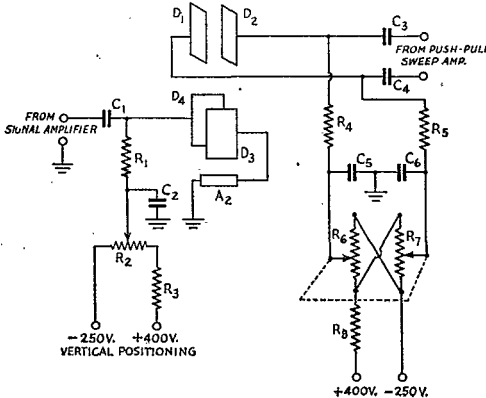 D1 D2
C3
FROM PUSH-PULL
SWEEP AMP.
C4
FROM
SIGNAL AMPLIFIER
C1
D4
D3
R4
R5
R1
C5 C6
C2
A2
R2
R6
R7
R3
R8
-250V. +400V.
VERTICAL POSITIONING
+400V. -250V.